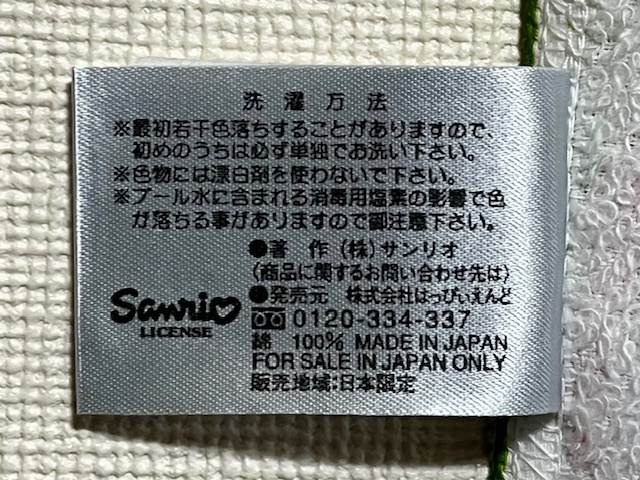 洗濯方法
※最初若干色落ちすることがありますので、
初めのうちは必ず単独でお洗い下さい。
※色物には漂白剤を使わないで下さい。
※プール水に含まれる消毒用塩素の影響で色
が落ちる事がありますので御注意下さい。
●著 作 (株) サンリオ
(商品に関するお問い合わせ先は)
●発売元 株式会社はっぴいえんど
Sanrio
LICENSE
0120-334-337
綿 100% MADE IN JAPAN
FOR SALE IN JAPAN ONLY
販売地域:日本限定